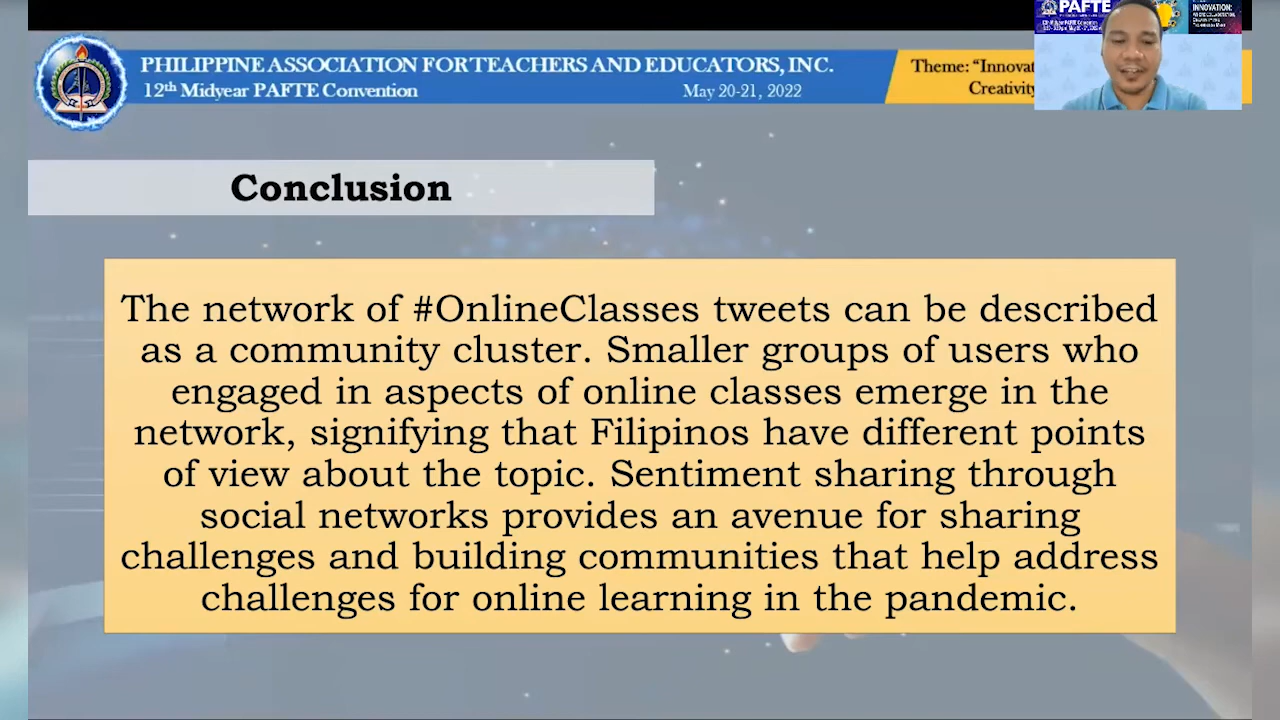 PHILIPPINE ASSOCIATION FOR TEACHERS AND EDUCATORS, INC.
12th Midyear PAFTE Convention
May 20-21, 2022
Theme: "Innovat
Creativity
PAFTE
INNOVATION:
Conclusion
The network of #OnlineClasses tweets can be described
as a community cluster. Smaller groups of users who
engaged in aspects of online classes emerge in the
network, signifying that Filipinos have different points
of view about the topic. Sentiment sharing through
social networks provides an avenue for sharing
challenges and building communities that help address
challenges for online learning in the pandemic.